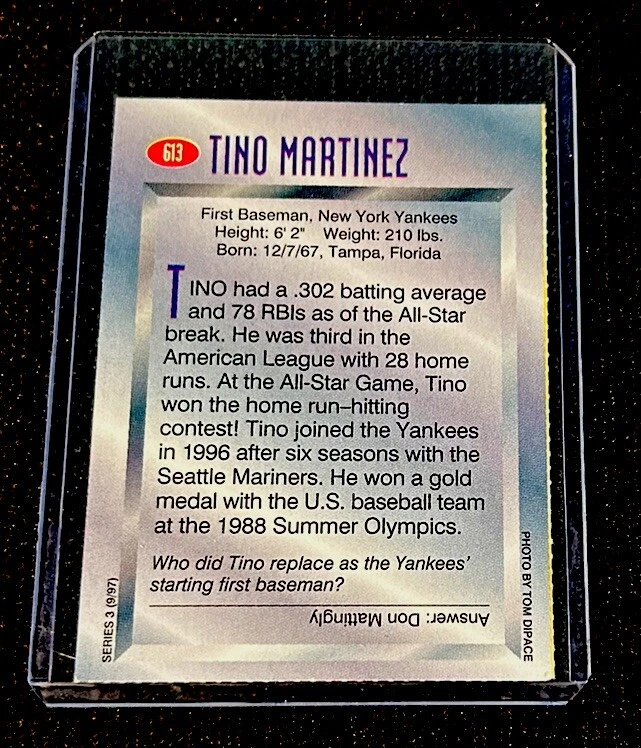 613 TINO MARTINEZ
First Baseman, New York Yankees
Height: 6' 2" Weight: 210 lbs.
Born: 12/7/67, Tampa, Florida
TINO had a .302 batting average
and 78 RBIs as of the All-Star
break. He was third in the
American League with 28 home
runs. At the All-Star Game, Tino
won the home run–hitting
contest! Tino joined the Yankees
in 1996 after six seasons with the
Seattle Mariners. He won a gold
medal with the U.S. baseball team
at the 1988 Summer Olympics.
Who did Tino replace as the Yankees'
starting first baseman?
Answer: Don Mattingly
SERIES 3 (9/97)
PHOTO BY TOM DIPACE